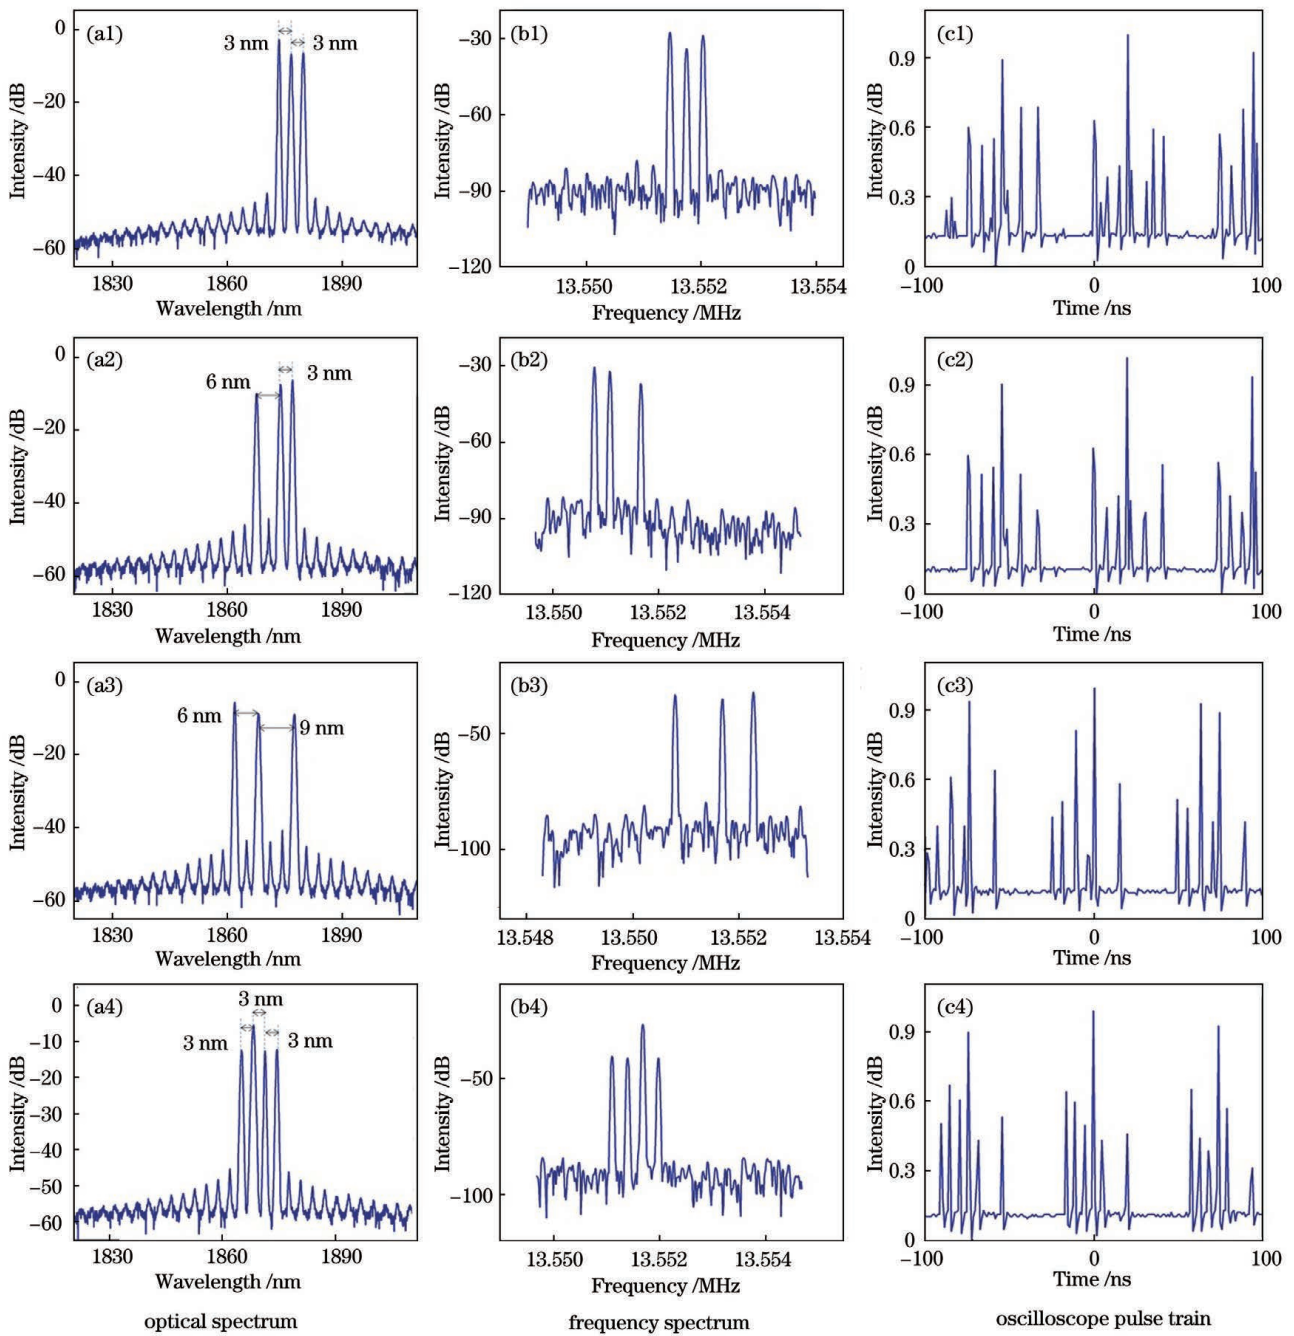 (a1)
3 nm
3 nm
0
−20
−40
−60
Intensity /dB
1830
1860
1890
Wavelength /nm
(b1)
−30
−60
−90
−120
Intensity /dB
13.550
13.552
13.554
Frequency /MHz
(c1)
0.9
0.6
0.3
0
Intensity /dB
−100
0
100
Time /ns
(a2)
6 nm
3 nm
0
−20
−40
−60
Intensity /dB
1830
1860
1890
Wavelength /nm
(b2)
−30
−60
−90
−120
Intensity /dB
13.550
13.552
13.554
Frequency /MHz
(c2)
0.9
0.6
0.3
0
Intensity /dB
−100
0
100
Time /ns
(a3)
6 nm
9 nm
0
−20
−40
−60
Intensity /dB
1830
1860
1890
Wavelength /nm
(b3)
−50
−100
Intensity /dB
13.548
13.550
13.552
13.554
Frequency /MHz
(c3)
0.9
0.6
0.3
0
Intensity /dB
−100
0
100
Time /ns
(a4)
3 nm
3 nm
3 nm
0
−10
−20
−30
−40
−50
−60
Intensity /dB
1830
1860
1890
Wavelength /nm
(b4)
−50
−100
Intensity /dB
13.550
13.552
13.554
Frequency /MHz
(c4)
0.9
0.6
0.3
0
Intensity /dB
−100
0
100
Time /ns
optical spectrum
frequency spectrum
oscilloscope pulse train